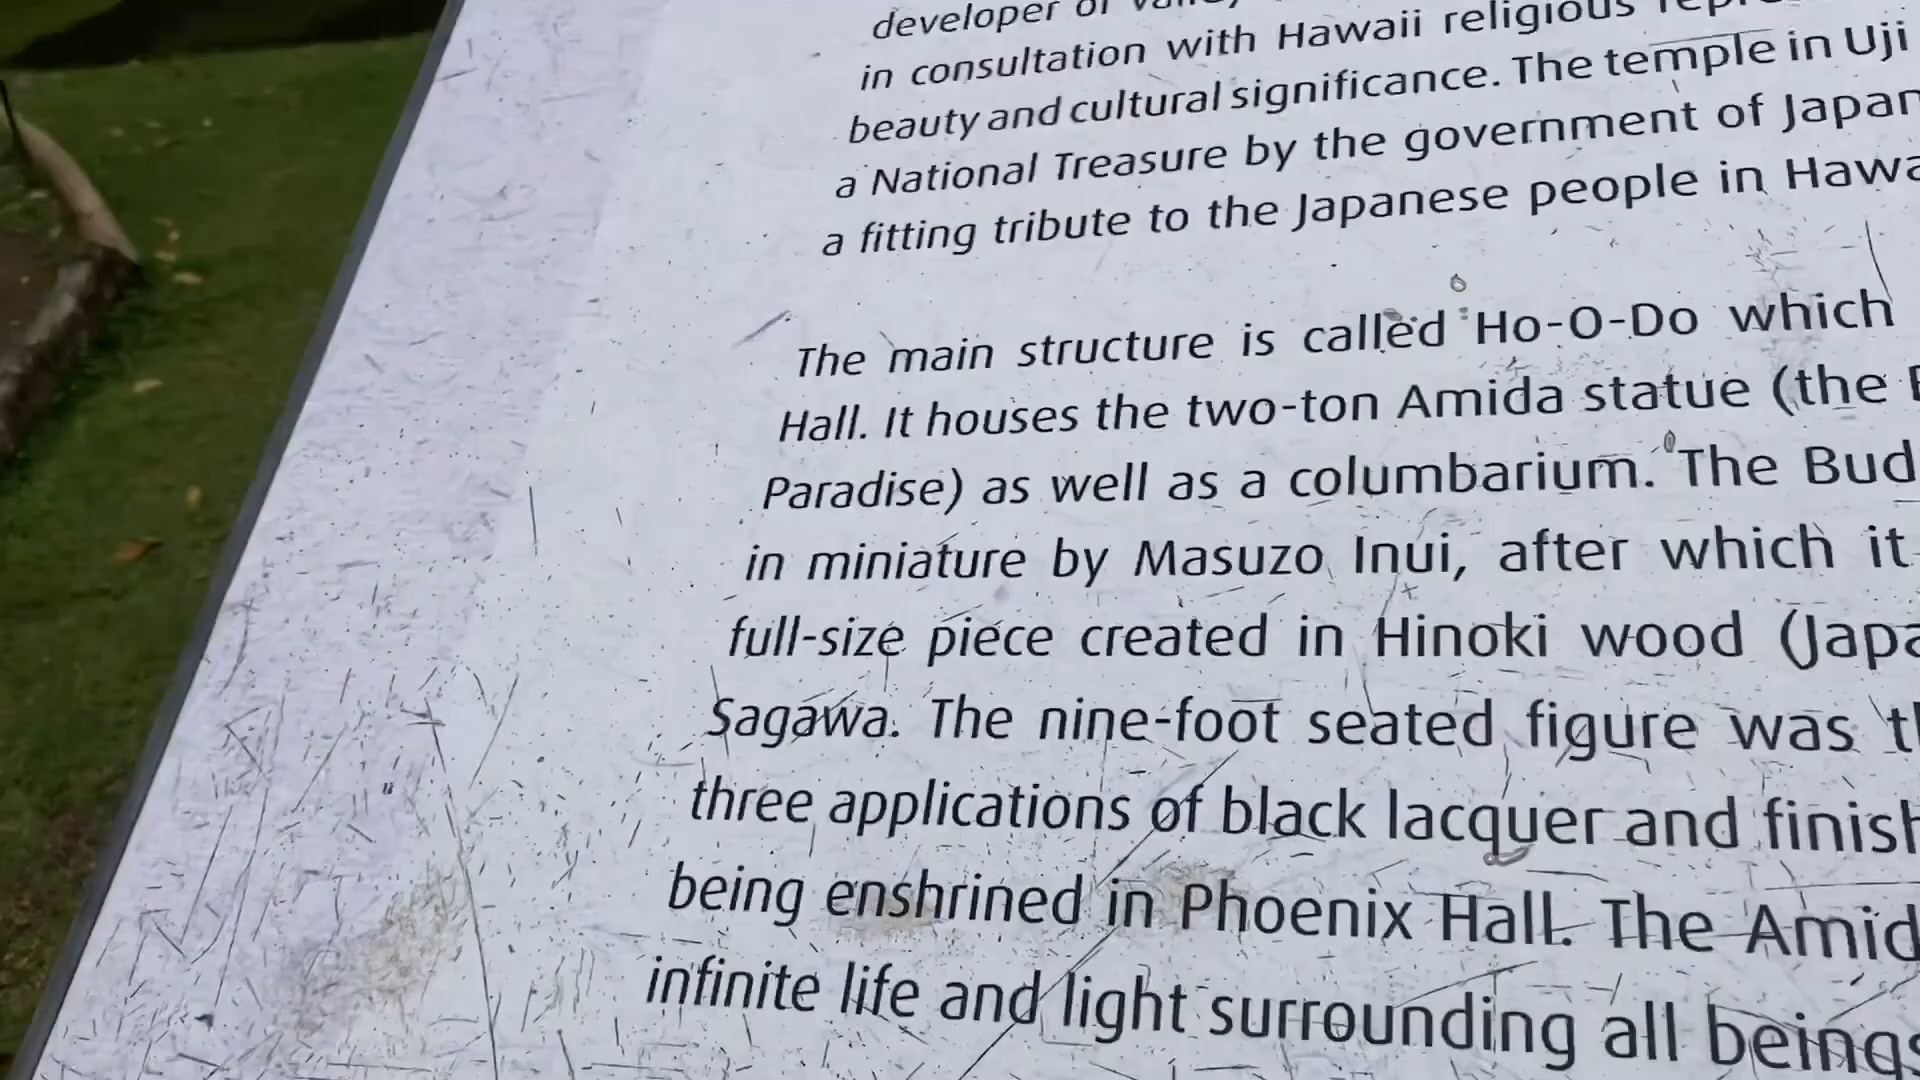 developer of
in consultation with Hawaii religious
beauty and cultural significance. The temple in Uji
a National Treasure by the government of Japan
a fitting tribute to the Japanese people in
The main structure is called Ho-O-Do which
Hall. It houses the two-ton Amida statue (the
Paradise) as well as a columbarium. The
in miniature by Masuzo Inui, after which it
full-size piece created in Hinoki wood
Sagawa. The nine-foot seated figure was
three applications of black lacquer and
being enshrined in Phoenix Hall. The
infinite life and light surrounding all beings